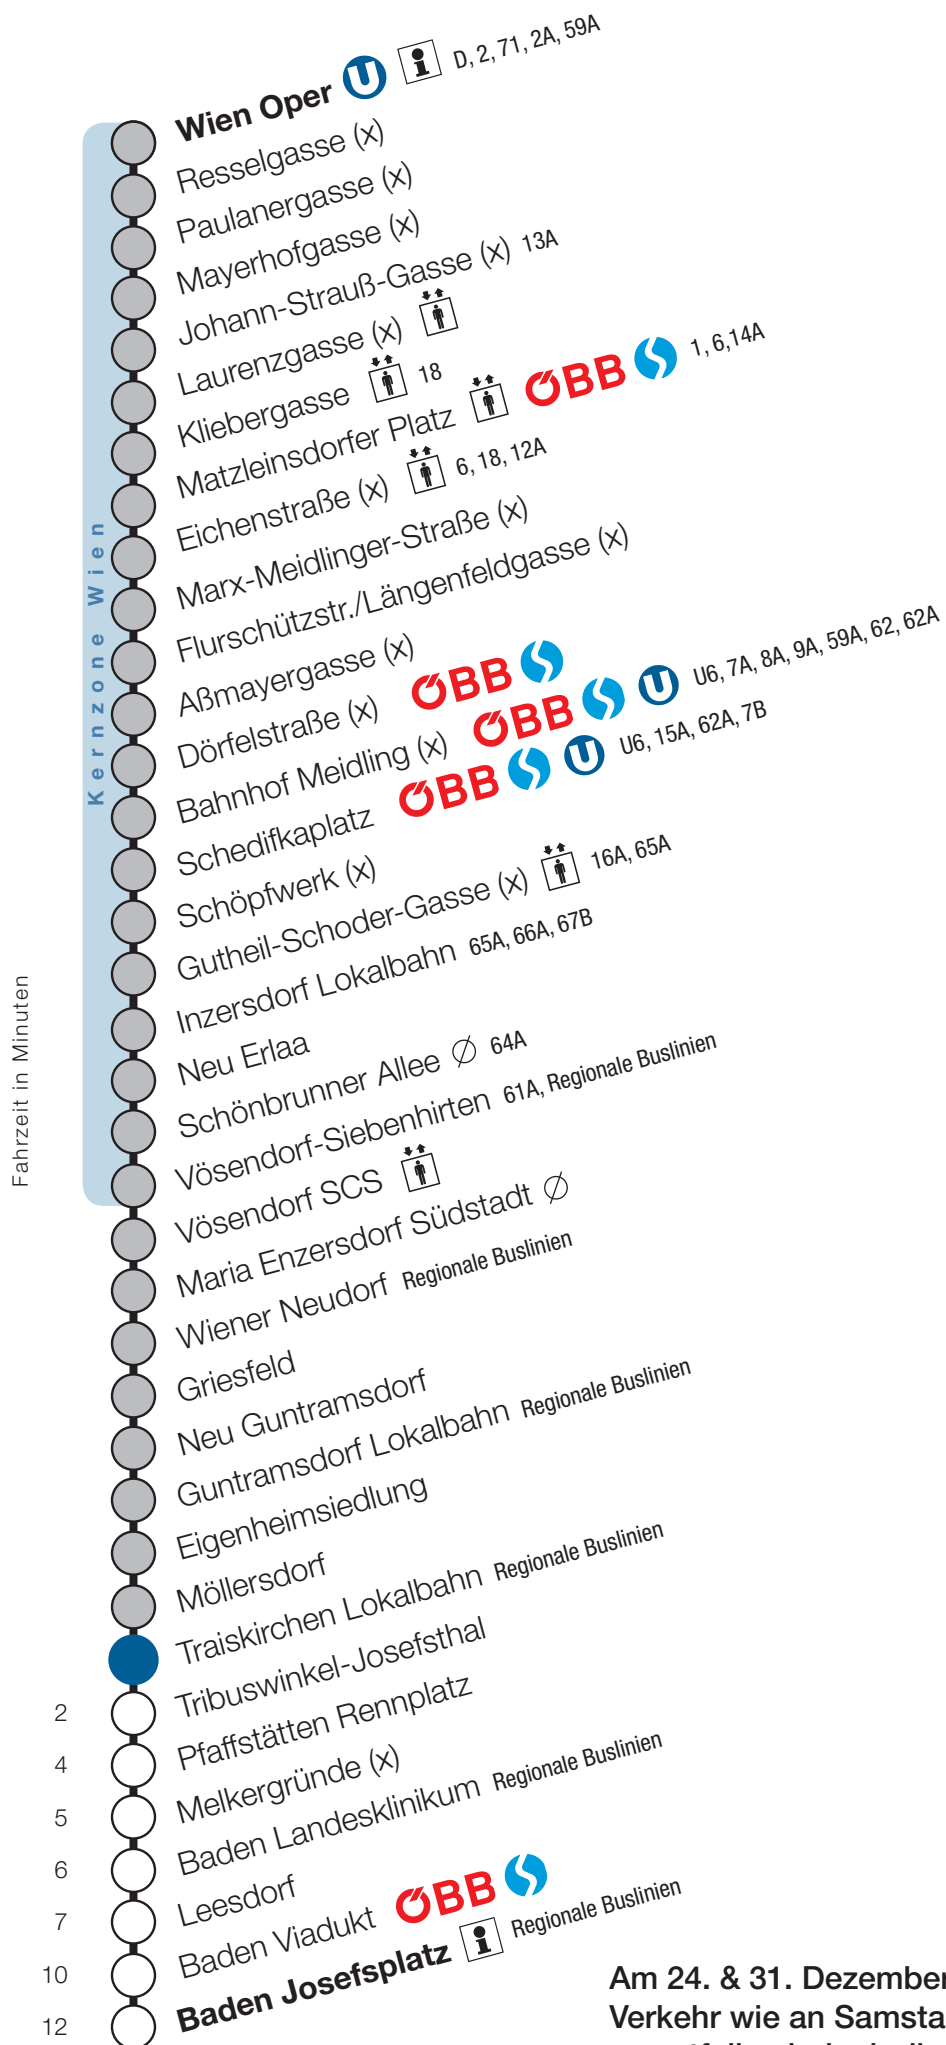 Wien Oper U i D, 2, 71, 2A, 59A
Resselgasse (x)
Paulanergasse (x)
Mayerhofgasse (x)
Johann-Strauß-Gasse (x) 13A
Laurenzgasse (x)
Kliebergasse 18
Matzleinsdorfer Platz ÖBB S 1, 6,14A
Eichenstraße (x) 6, 18, 12A
Marx-Meidlinger-Straße (x)
Flurschützstr./Längenfeldgasse (x)
Aßmayergasse (x)
Dörfelstraße (x) ÖBB S
Bahnhof Meidling (x) ÖBB S U U6, 7A, 8A, 9A, 59A, 62, 62A
Schedifkaplatz ÖBB S U U6, 15A, 62A, 7B
Schöpfwerk (x)
Gutheil-Schoder-Gasse (x) 16A, 65A
Inzersdorf Lokalbahn 65A, 66A, 67B
Neu Erlaa
Schönbrunner Allee ∅ 64A
Vösendorf-Siebenhirten 61A, Regionale Buslinien
Vösendorf SCS
Maria Enzersdorf Südstadt ∅
Wiener Neudorf Regionale Buslinien
Griesfeld
Neu Guntramsdorf
Guntramsdorf Lokalbahn Regionale Buslinien
Eigenheimsiedlung
Möllersdorf
Traiskirchen Lokalbahn Regionale Buslinien
2 Tribuswinkel-Josefsthal
4 Pfaffstätten Rennplatz
5 Melkergründe (x)
6 Baden Landesklinikum Regionale Buslinien
7 Leesdorf
10 Baden Viadukt ÖBB S
12 Baden Josefsplatz i Regionale Buslinien
Kernzone Wien
Fahrzeit in Minuten
Am 24. & 31. Dezember
Verkehr wie an Samsta